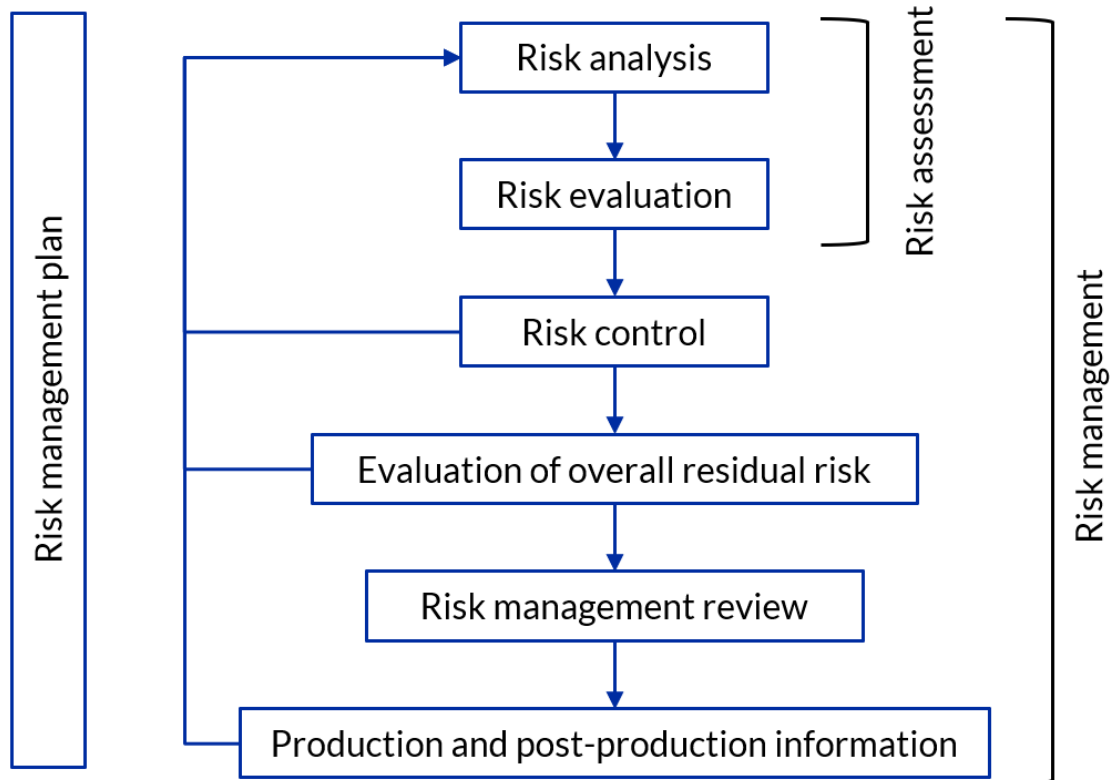 Risk management plan
Risk analysis
Risk evaluation
Risk control
Evaluation of overall residual risk
Risk management review
Production and post-production information
Risk assessment
Risk management